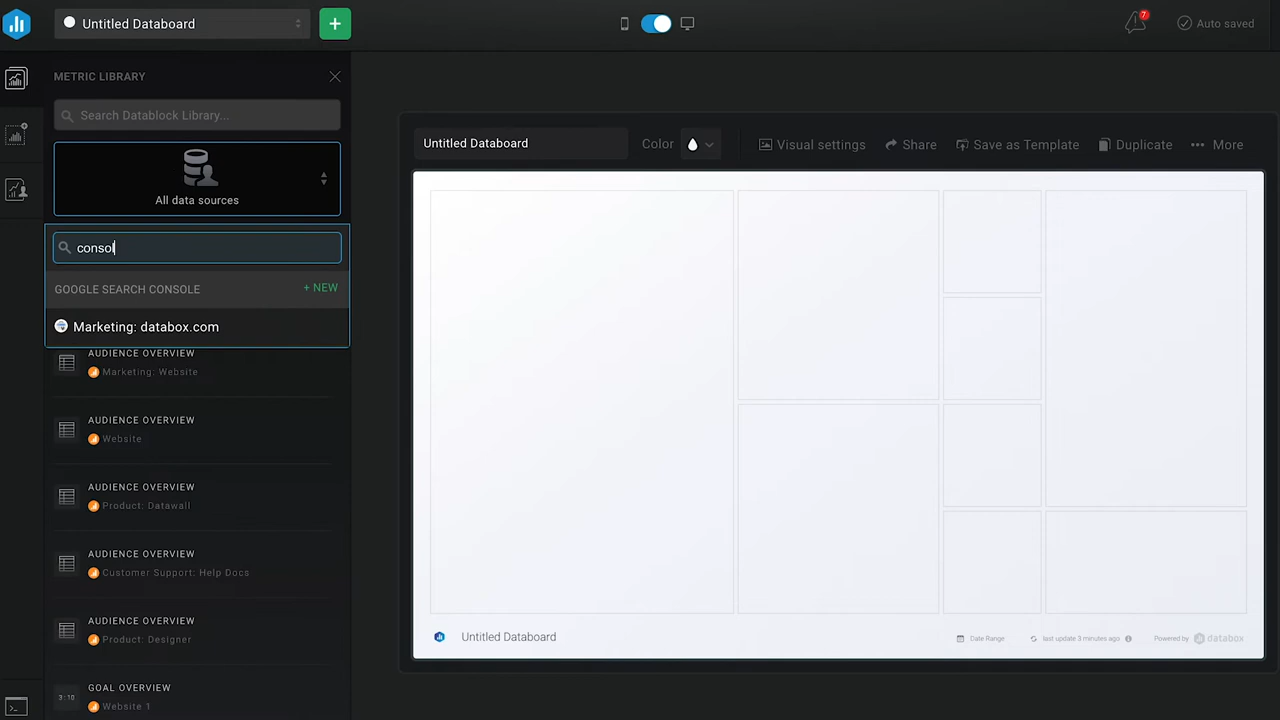 Untitled Databoard
+
7
Auto saved
METRIC LIBRARY
Search Datablock Library...
All data sources
consol
GOOGLE SEARCH CONSOLE
+ NEW
Marketing: databox.com
AUDIENCE OVERVIEW
Marketing: Website
AUDIENCE OVERVIEW
Website
AUDIENCE OVERVIEW
Product: Datawall
AUDIENCE OVERVIEW
Customer Support: Help Docs
AUDIENCE OVERVIEW
Product: Designer
3:10
GOAL OVERVIEW
Website 1
Untitled Databoard
Color
Visual settings
Share
Save as Template
Duplicate
More
Untitled Databoard
Date Range
last update 3 minutes ago
Powered by databox